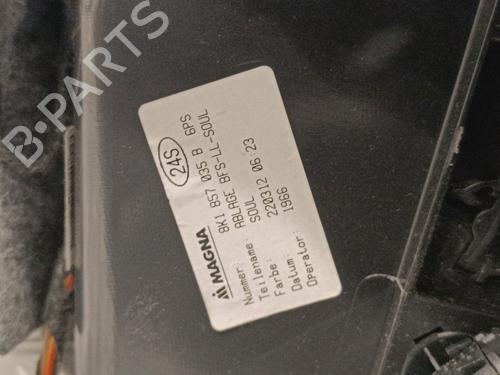 B-PARTS
24S
MAGNA
Nummer: 8K1 857 035 B 6PS
Teilename: ABLAGE BFS-LL-SOUL
Farbe: SOUL
Datum: 220312 06:23
Operator: 1966